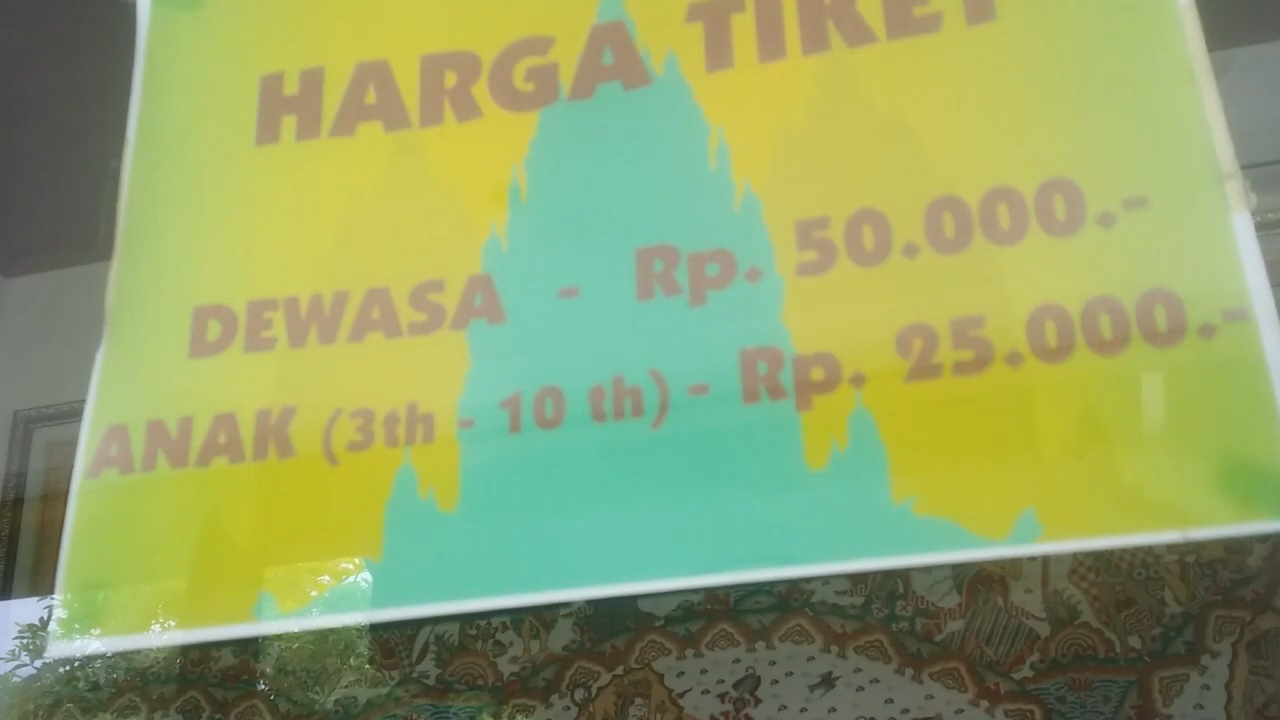 HARGA TIKET
DEWASA - Rp. 50.000.-
ANAK (3th - 10 th) - Rp. 25.000.-